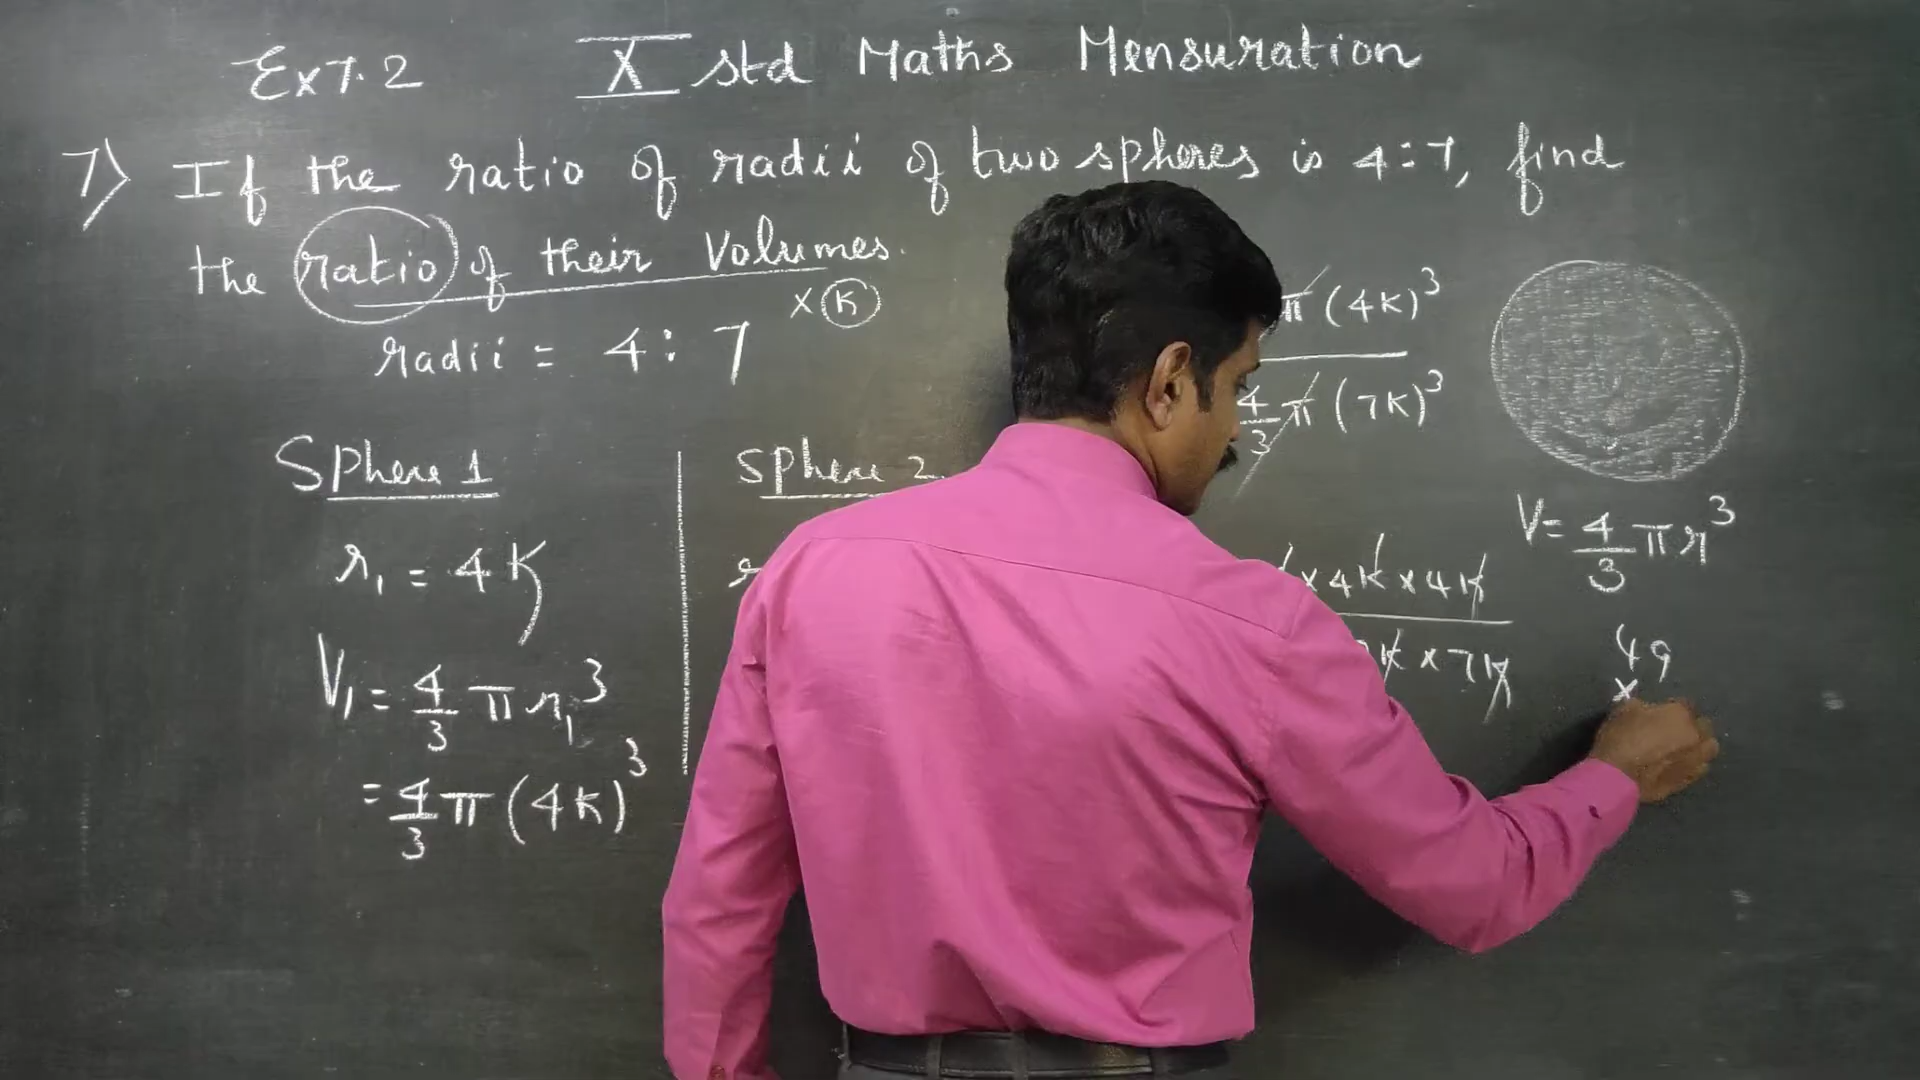 Ex 7.2 X std Maths Mensuration
7) If the ratio of radii of two spheres is 4:7, find
the ratio of their Volumes.
radii = 4 : 7 × K
Sphere 1
r₁ = 4K
V₁ = 4/3 π r₁³
= 4/3 π (4K)³
Sphere 2
r
π (4K)³
4/3 π (7K)³
× 4K × 4K
K × 7K
V = 4/3 π r³
49
×